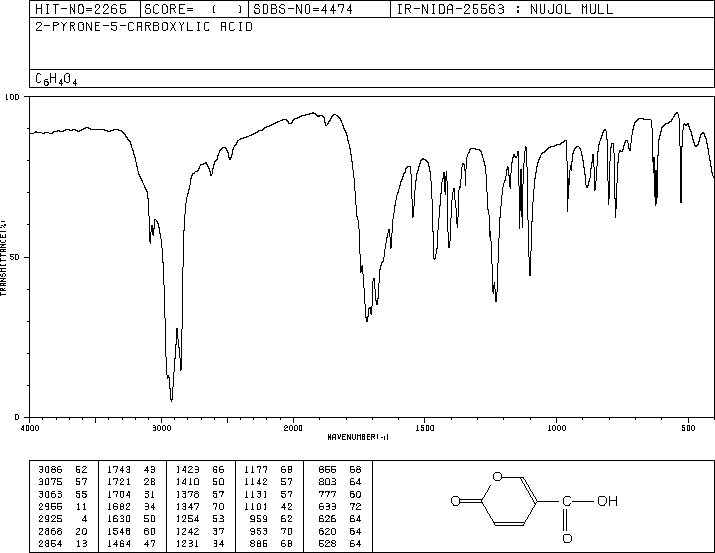 HIT-NO=2265 SCORE= ( ) SDBS-NO=4474 IR-NIDA-25563 : NUJOL MULL
2-PYRONE-5-CARBOXYLIC ACID
C6H4O4
100
50
0
TRANSMITTANCE(%)
4000 3000 2000 1500 1000 500
WAVENUMBER(-1)
3086 52 1743 43 1423 66 1177 68 856 68
3075 57 1721 28 1410 50 1142 57 803 64
3063 55 1704 31 1378 57 1131 57 777 60
2955 11 1682 34 1347 70 1101 42 633 72
2925 4 1630 50 1254 53 959 62 626 64
2866 20 1548 60 1242 37 953 70 620 64
2854 13 1464 47 1231 34 886 68 528 64
O
O
C
OH
O